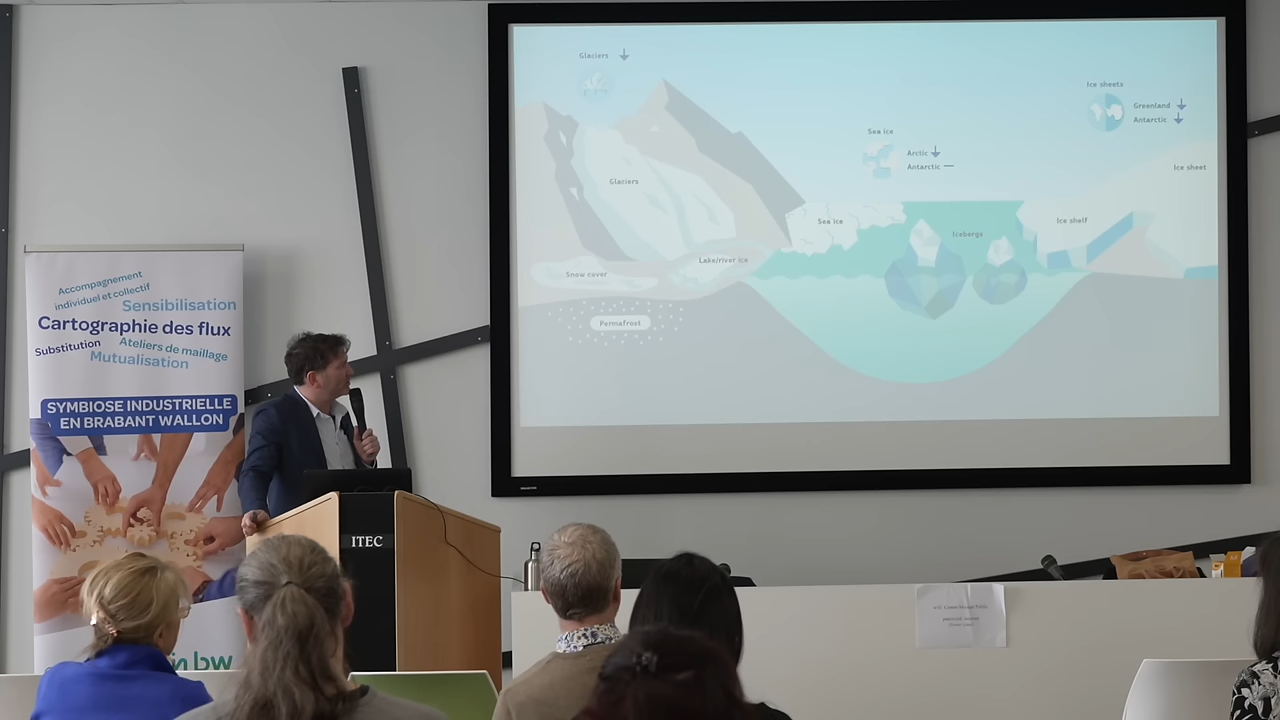 Accompagnement
individuel et collectif
Sensibilisation
Cartographie des flux
Substitution
Ateliers de maillage
Mutualisation
SYMBIOSE INDUSTRIELLE
EN BRABANT WALLON
in bw
ITEC
Glaciers
Glaciers
Snow cover
Lake/river ice
Permafrost
Sea ice
Arctic
Antarctic
Sea ice
Icebergs
Ice sheets
Greenland
Antarctic
Ice sheet
Ice shelf